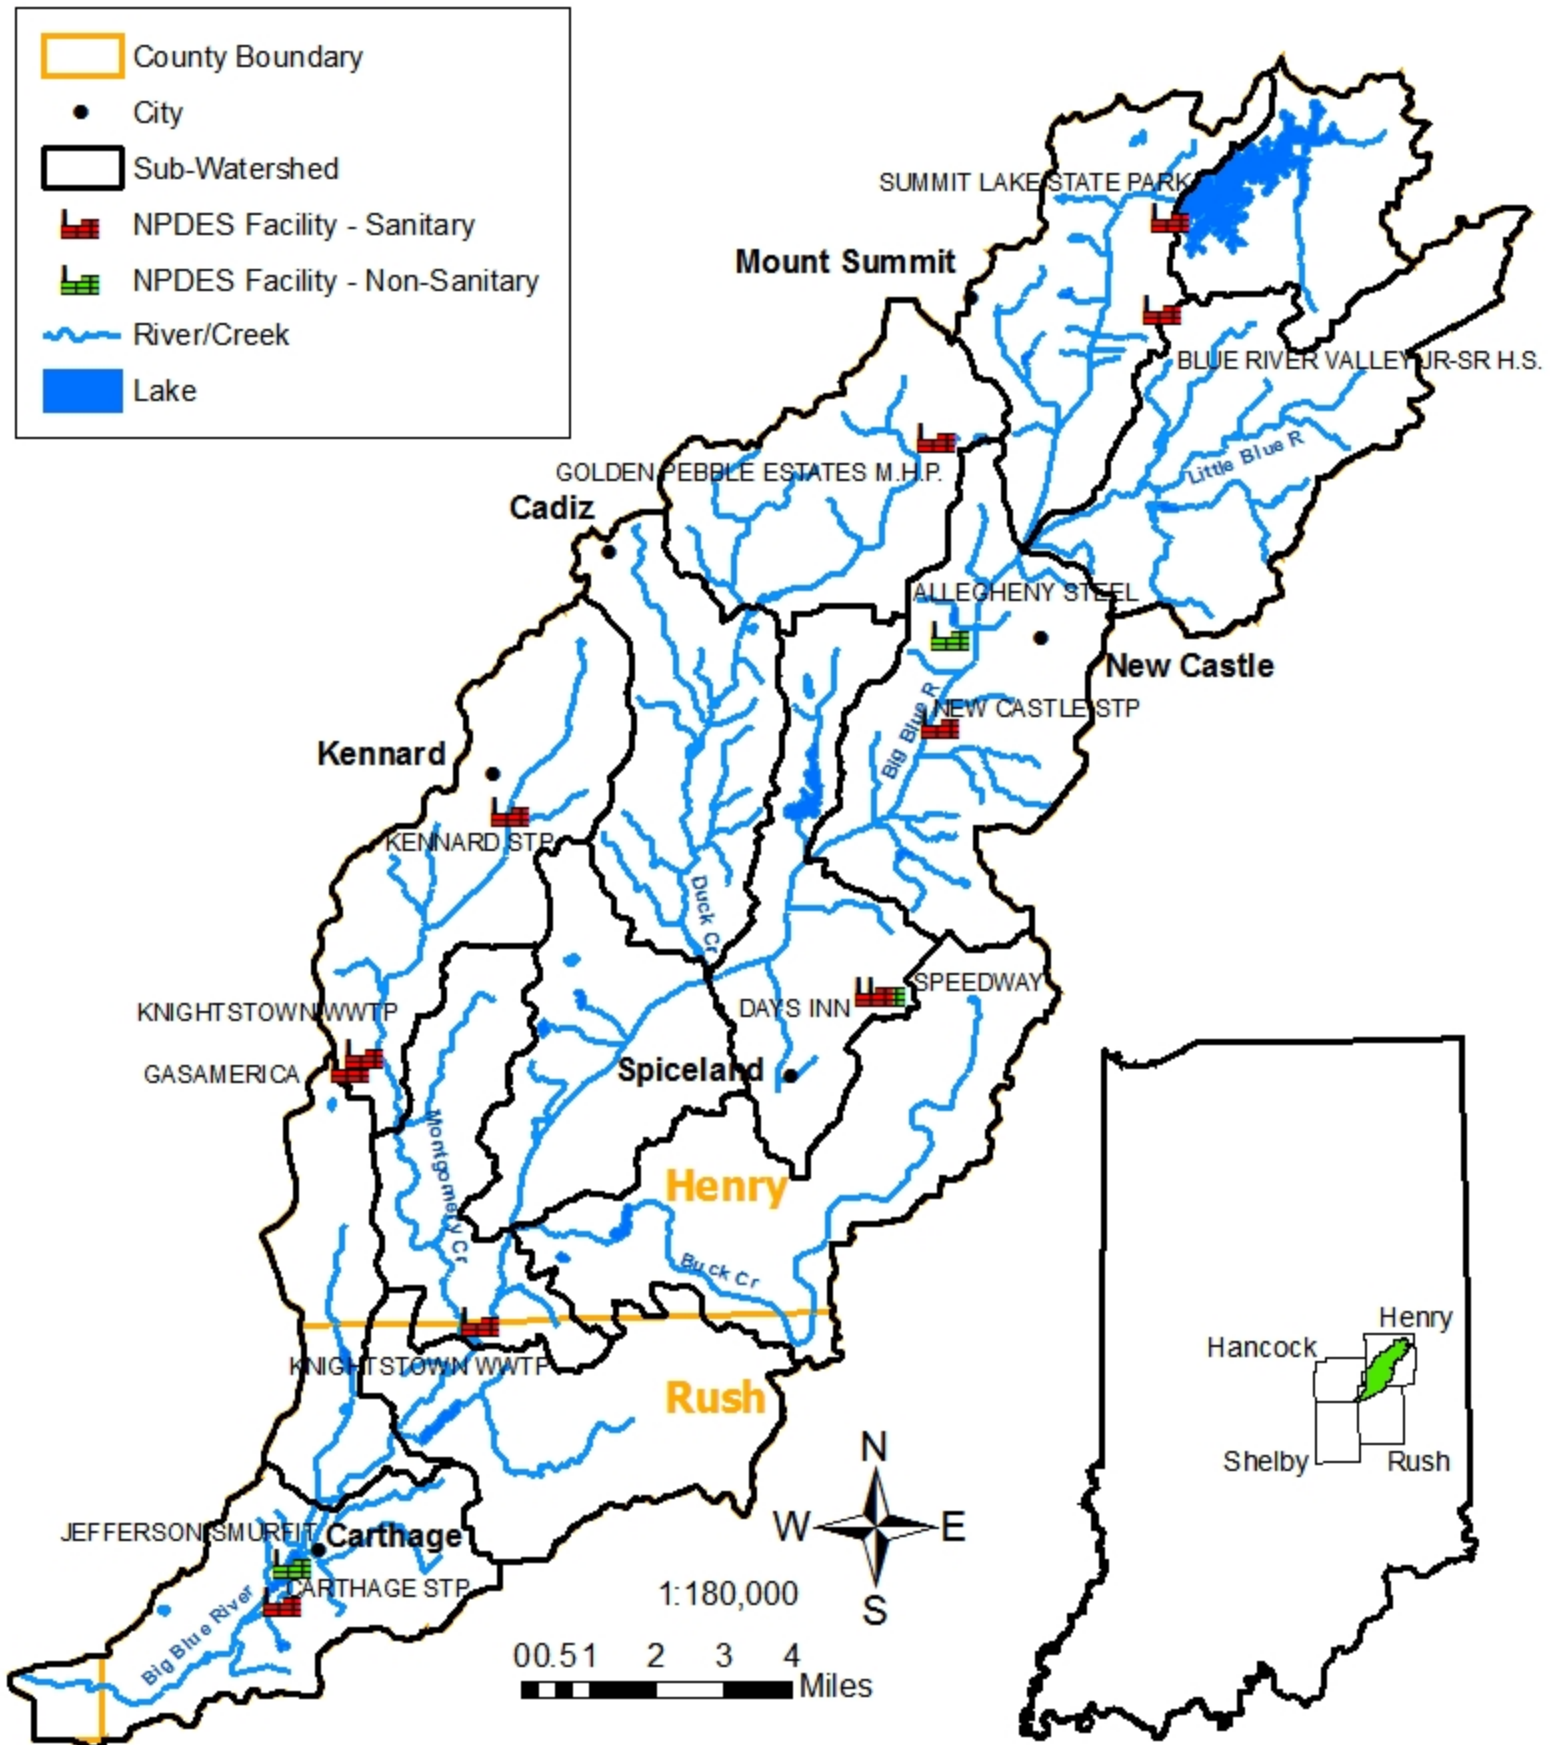 County Boundary
City
Sub-Watershed
NPDES Facility - Sanitary
NPDES Facility - Non-Sanitary
River/Creek
Lake
SUMMIT LAKE STATE PARK
Mount Summit
BLUE RIVER VALLEY JR-SR H.S.
Little Blue R
GOLDEN PEBBLE ESTATES M.H.P.
Cadiz
ALLEGHENY STEEL
New Castle
NEW CASTLE STP
Big Blue R
Kennard
KENNARD STP
Duck Cr
SPEEDWAY
DAYS INN
KNIGHTSTOWN WWTP
GASAMERICA
Spiceland
Montgomery Cr
Henry
Buck Cr
KNIGHTSTOWN WWTP
Rush
JEFFERSON SMURFIT
Carthage
CARTHAGE STP
Big Blue River
N
W E
S
1:180,000
0 0.5 1 2 3 4
Miles
Henry
Hancock
Shelby
Rush